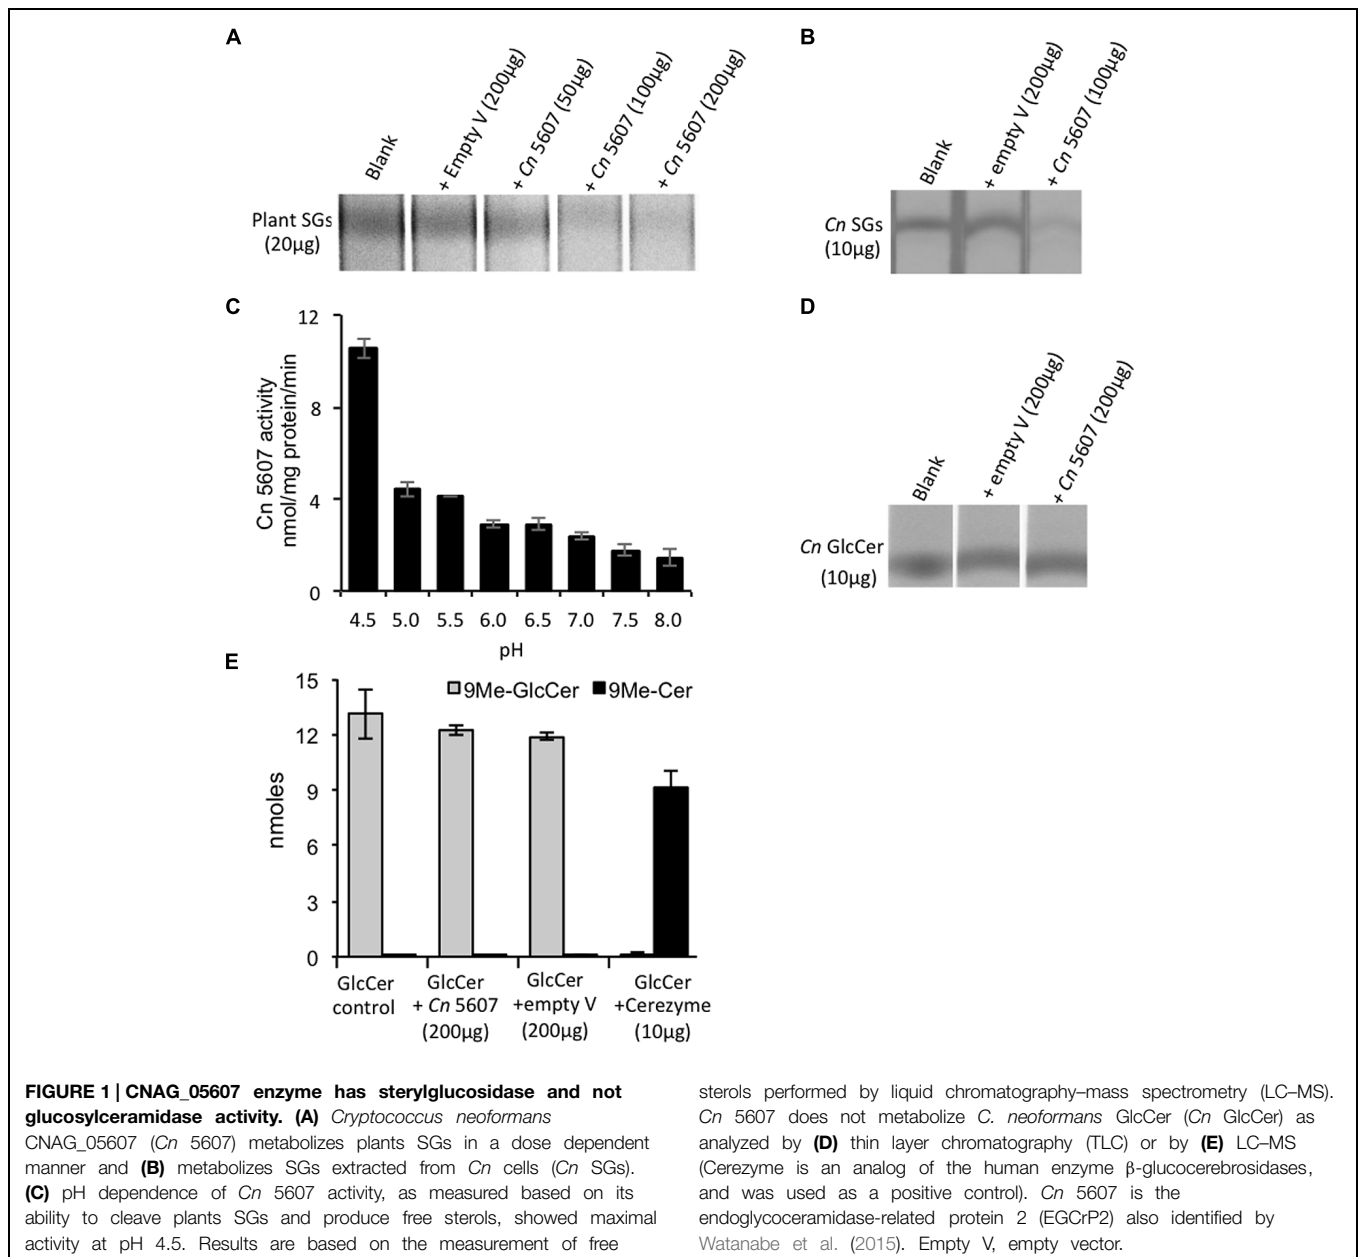 A
Blank
+ Empty V (200µg)
+ Cn 5607 (50µg)
+ Cn 5607 (100µg)
+ Cn 5607 (200µg)
Plant SGs
(20µg)
B
Blank
+ empty V (200µg)
+ Cn 5607 (100µg)
Cn SGs
(10µg)
C
Cn 5607 activity
nmol/mg protein/min
12
8
4
0
4.5 5.0 5.5 6.0 6.5 7.0 7.5 8.0
pH
D
Blank
+ empty V (200µg)
+ Cn 5607 (200µg)
Cn GlcCer
(10µg)
E
9Me-GlcCer 9Me-Cer
nmoles
15
12
9
6
3
0
GlcCer
control
GlcCer
+ Cn 5607
(200µg)
GlcCer
+empty V
(200µg)
GlcCer
+Cerezyme
(10µg)
FIGURE 1 | CNAG_05607 enzyme has sterylglucosidase and not
glucosylceramidase activity. (A) Cryptococcus neoformans
CNAG_05607 (Cn 5607) metabolizes plants SGs in a dose dependent
manner and (B) metabolizes SGs extracted from Cn cells (Cn SGs).
(C) pH dependence of Cn 5607 activity, as measured based on its
ability to cleave plants SGs and produce free sterols, showed maximal
activity at pH 4.5. Results are based on the measurement of free
sterols performed by liquid chromatography–mass spectrometry (LC–MS).
Cn 5607 does not metabolize C. neoformans GlcCer (Cn GlcCer) as
analyzed by (D) thin layer chromatography (TLC) or by (E) LC–MS
(Cerezyme is an analog of the human enzyme β-glucocerebrosidases,
and was used as a positive control). Cn 5607 is the
endoglycoceramidase-related protein 2 (EGCrP2) also identified by
Watanabe et al. (2015). Empty V, empty vector.